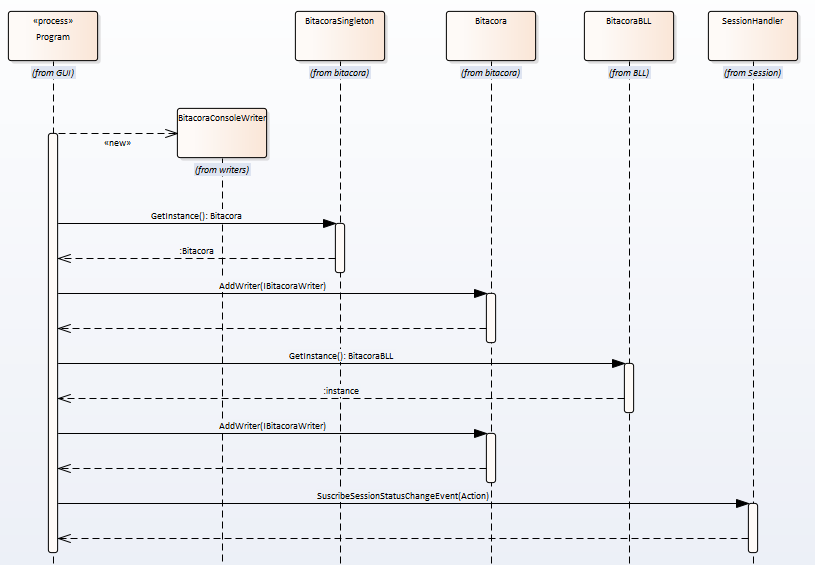 «process»
Program
BitacoraSingleton
Bitacora
BitacoraBLL
SessionHandler
(from GUI)
(from bitacora)
(from bitacora)
(from BLL)
(from Session)
BitacoraConsoleWriter
«new»
(from writers)
GetInstance(): Bitacora
:Bitacora
AddWriter(IBitacoraWriter)
GetInstance(): BitacoraBLL
:instance
AddWriter(IBitacoraWriter)
SuscribeSessionStatusChangeEvent(Action)